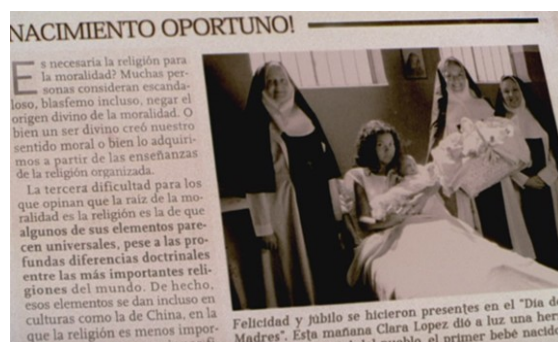 NACIMIENTO OPORTUNO!
Es necesaria la religión para
la moralidad? Muchas per-
sonas consideran escanda-
loso, blasfemo incluso, negar el
origen divino de la moralidad. O
bien un ser divino creó nuestro
sentido moral o bien lo adquiri-
mos a partir de las enseñanzas
de la religión organizada.
La tercera dificultad para los
que opinan que la raíz de la mo-
ralidad es la religión es la de que
algunos de sus elementos pare-
cen universales, pese a las pro-
fundas diferencias doctrinales
entre las más importantes reli-
giones del mundo. De hecho,
esos elementos se dan incluso en
culturas como la de China, en la
que la religión es menos impor-
Felicidad y Júbilo se hicieron presentes en el "Día de
Madres". Esta mañana Clara Lopez dió a luz una her
el primer bebé nacido